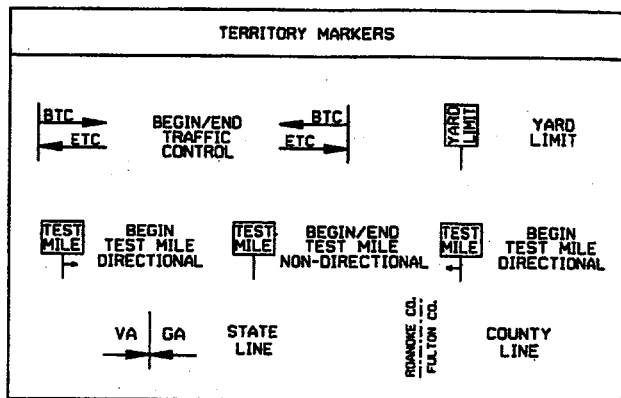 TERRITORY MARKERS
BTC
ETC
BEGIN/END
TRAFFIC
CONTROL
BTC
ETC
YARD
LIMIT
YARD
LIMIT
TEST
MILE
BEGIN
TEST MILE
DIRECTIONAL
TEST
MILE
BEGIN/END
TEST MILE
NON-DIRECTIONAL
TEST
MILE
BEGIN
TEST MILE
DIRECTIONAL
VA
GA
STATE
LINE
ROANOKE CO.
FULTON CO.
COUNTY
LINE